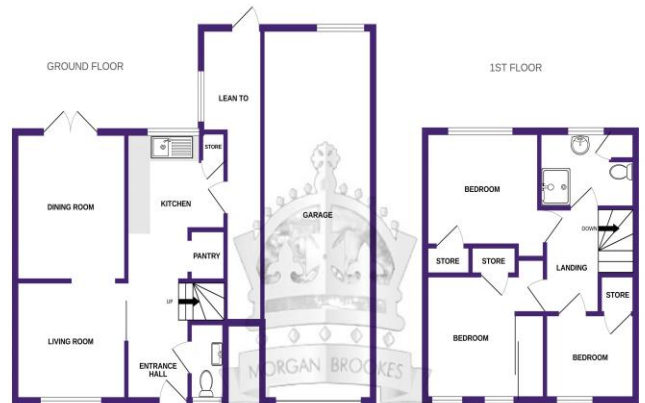 GROUND FLOOR
1ST FLOOR
LEAN TO
STORE
DINING ROOM
KITCHEN
GARAGE
PANTRY
UP
LIVING ROOM
ENTRANCE
HALL
BEDROOM
DOWN
STORE
STORE
LANDING
STORE
BEDROOM
BEDROOM
MORGAN BROOKES